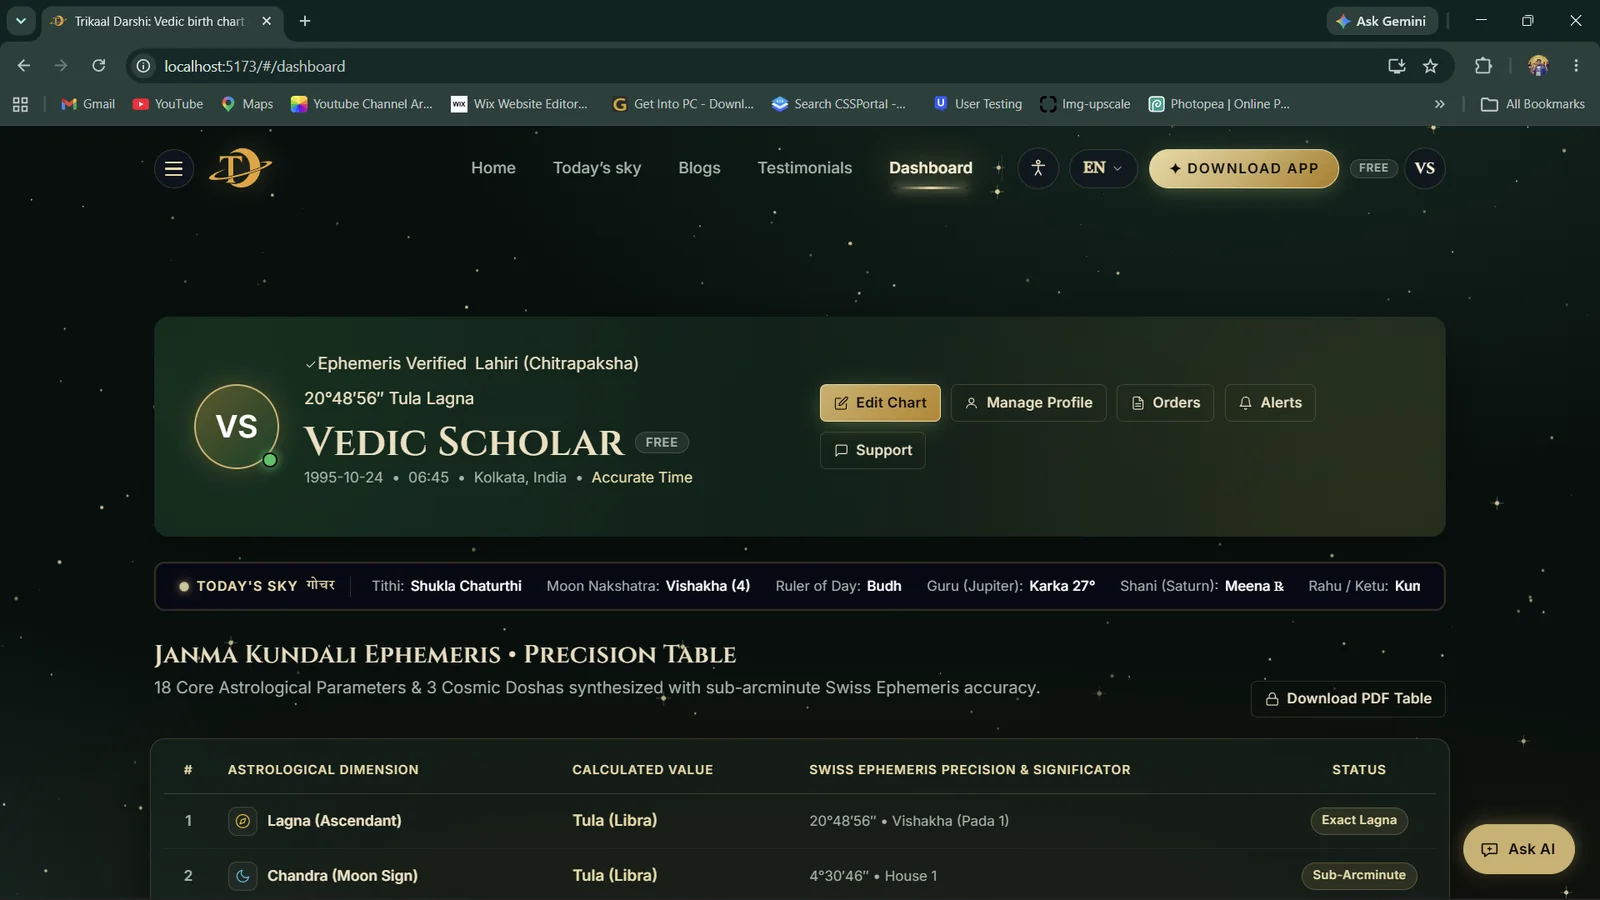 Trikaal Darshi: Vedic birth chart
Ask Gemini
localhost:5173/#/dashboard
Gmail
YouTube
Maps
Youtube Channel Ar...
WIX Wix Website Editor...
G Get Into PC - Downl...
Search CSSPortal -...
U User Testing
Img-upscale
Photopea | Online P...
All Bookmarks
TD
Home
Today’s sky
Blogs
Testimonials
Dashboard
EN
✦ DOWNLOAD APP
FREE
VS
✓Ephemeris Verified Lahiri (Chitrapaksha)
20°48′56″ Tula Lagna
VS
VEDIC SCHOLAR FREE
1995-10-24 • 06:45 • Kolkata, India • Accurate Time
Edit Chart
Manage Profile
Orders
Alerts
Support
TODAY'S SKY गोचर
Tithi: Shukla Chaturthi
Moon Nakshatra: Vishakha (4)
Ruler of Day: Budh
Guru (Jupiter): Karka 27°
Shani (Saturn): Meena ℞
Rahu / Ketu: Kum
JANMA KUNDALI EPHEMERIS • PRECISION TABLE
18 Core Astrological Parameters & 3 Cosmic Doshas synthesized with sub-arcminute Swiss Ephemeris accuracy.
Download PDF Table
# ASTROLOGICAL DIMENSION CALCULATED VALUE SWISS EPHEMERIS PRECISION & SIGNIFICATOR STATUS
1 Lagna (Ascendant) Tula (Libra) 20°48′56″ • Vishakha (Pada 1) Exact Lagna
2 Chandra (Moon Sign) Tula (Libra) 4°30′46″ • House 1 Sub-Arcminute
Ask AI